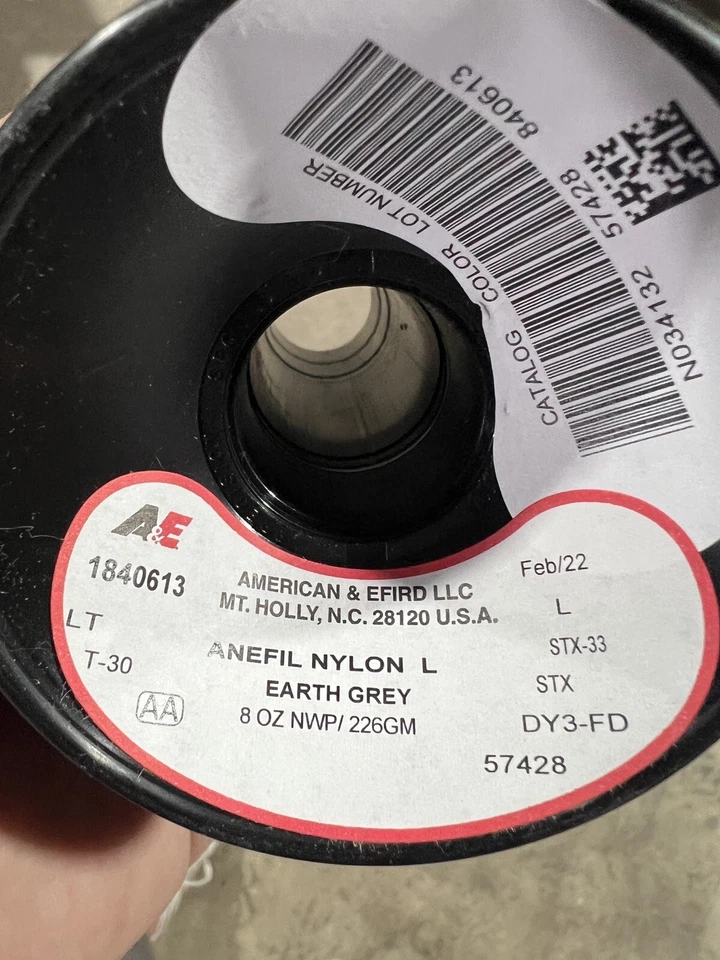 840613
57428
N034132
LOT NUMBER
COLOR
CATALOG
A&E
1840613
LT
T-30
AA
AMERICAN & EFIRD LLC
MT. HOLLY, N.C. 28120 U.S.A.
ANEFIL NYLON L
EARTH GREY
8 OZ NWP/ 226GM
Feb/22
L
STX-33
STX
DY3-FD
57428